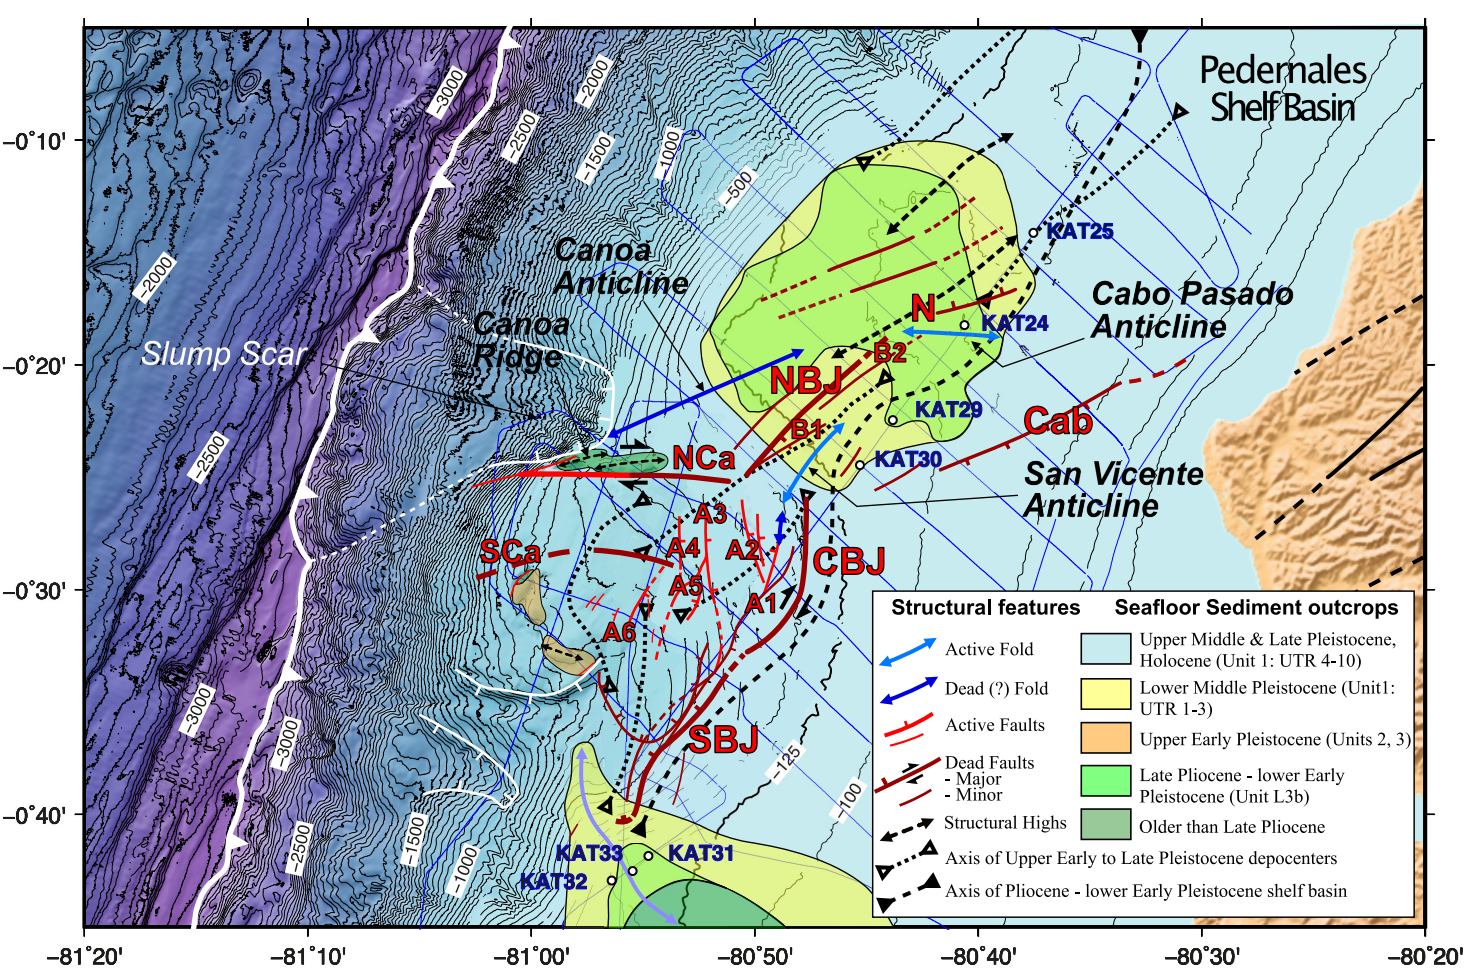 Pedernales
Shelf Basin
-3000
-2000
-2500
-1500
-1000
-500
-0°10'
-2000
Canoa
Anticline
KAT25
Cabo Pasado
Anticline
N
KAT24
Canoa
Ridge
Slump Scar
-0°20'
B2
NBJ
KAT29
Cab
B1
-2500
NCa
KAT30
San Vicente
Anticline
A3
A4
A2
SCa
CBJ
A5
A1
-0°30'
A6
-3000
-3000
SBJ
-125
-100
-0°40'
-2500
-1500
-1000
KAT33
KAT31
KAT32
Structural features
Active Fold
Dead (?) Fold
Active Faults
Dead Faults
- Major
- Minor
Structural Highs
Axis of Upper Early to Late Pleistocene depocenters
Axis of Pliocene - lower Early Pleistocene shelf basin
Seafloor Sediment outcrops
Upper Middle & Late Pleistocene,
Holocene (Unit 1: UTR 4-10)
Lower Middle Pleistocene (Unit1:
UTR 1-3)
Upper Early Pleistocene (Units 2, 3)
Late Pliocene - lower Early
Pleistocene (Unit L3b)
Older than Late Pliocene
-81°20'
-81°10'
-81°00'
-80°50'
-80°40'
-80°30'
-80°20'